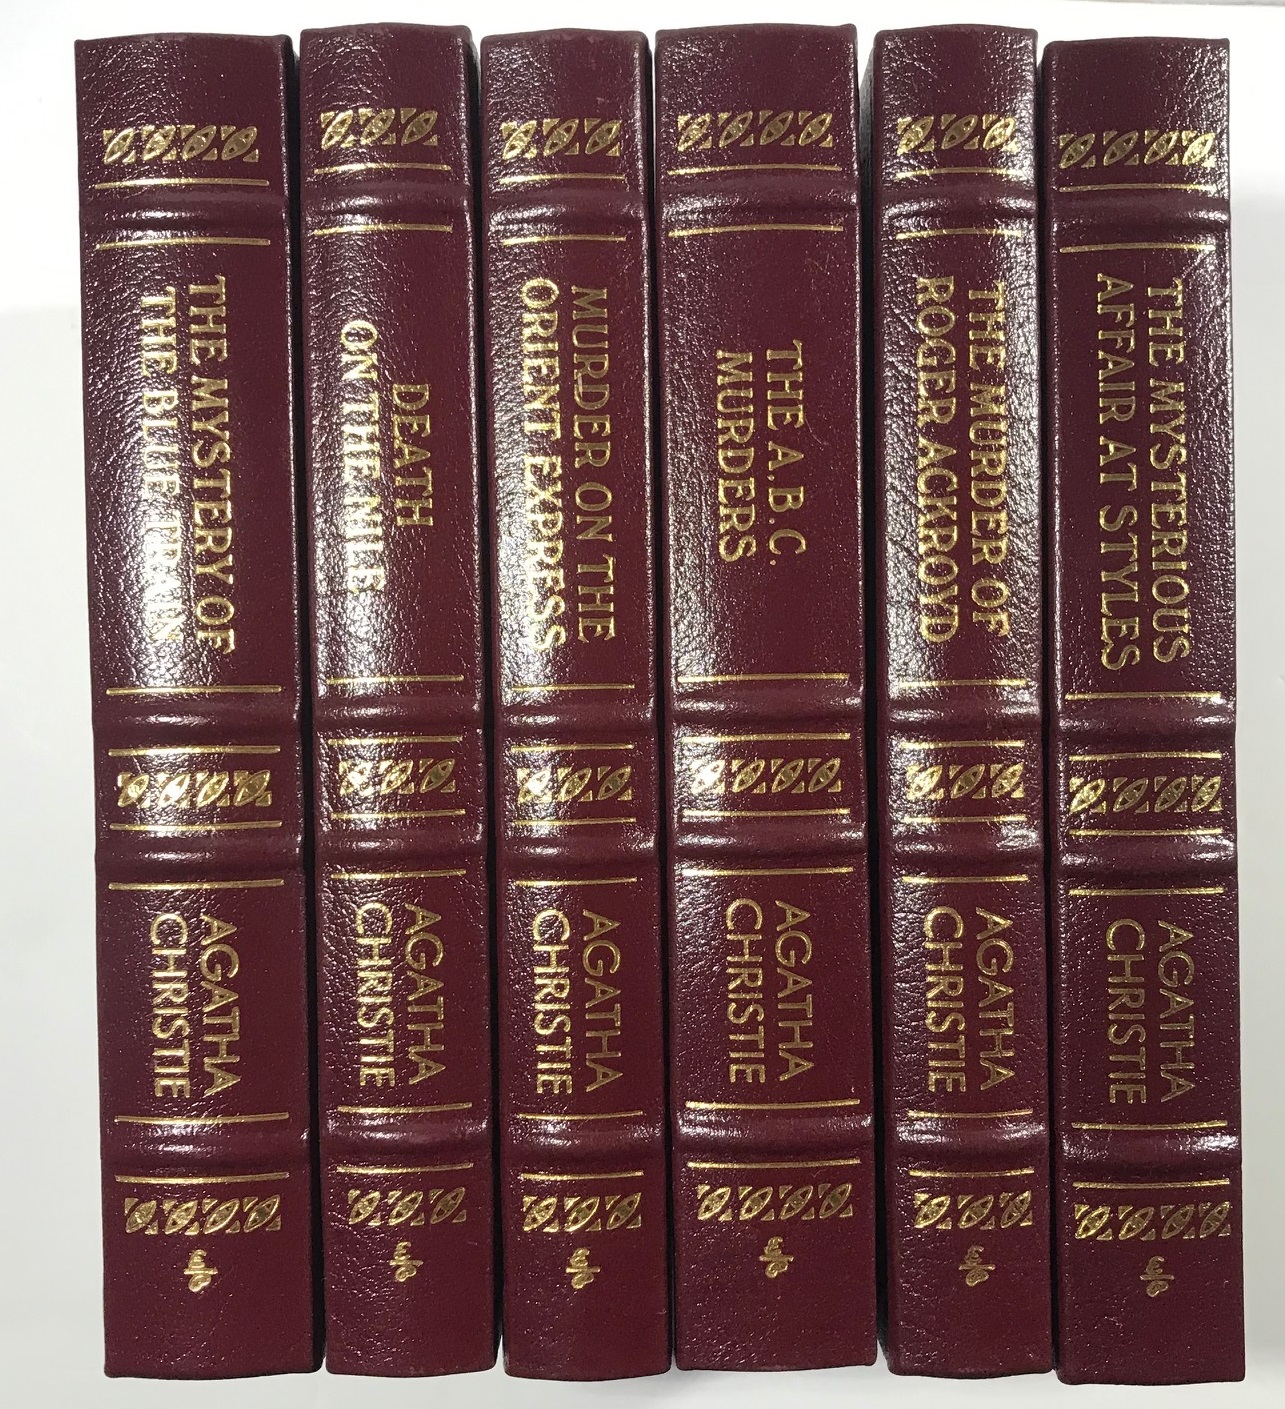 THE MYSTERY OF
THE BLUE TRAIN
AGATHA
CHRISTIE
DEATH
ON THE NILE
AGATHA
CHRISTIE
MURDER ON THE
ORIENT EXPRESS
AGATHA
CHRISTIE
THE A.B.C.
MURDERS
AGATHA
CHRISTIE
THE MURDER OF
ROGER ACKROYD
AGATHA
CHRISTIE
THE MYSTERIOUS
AFFAIR AT STYLES
AGATHA
CHRISTIE